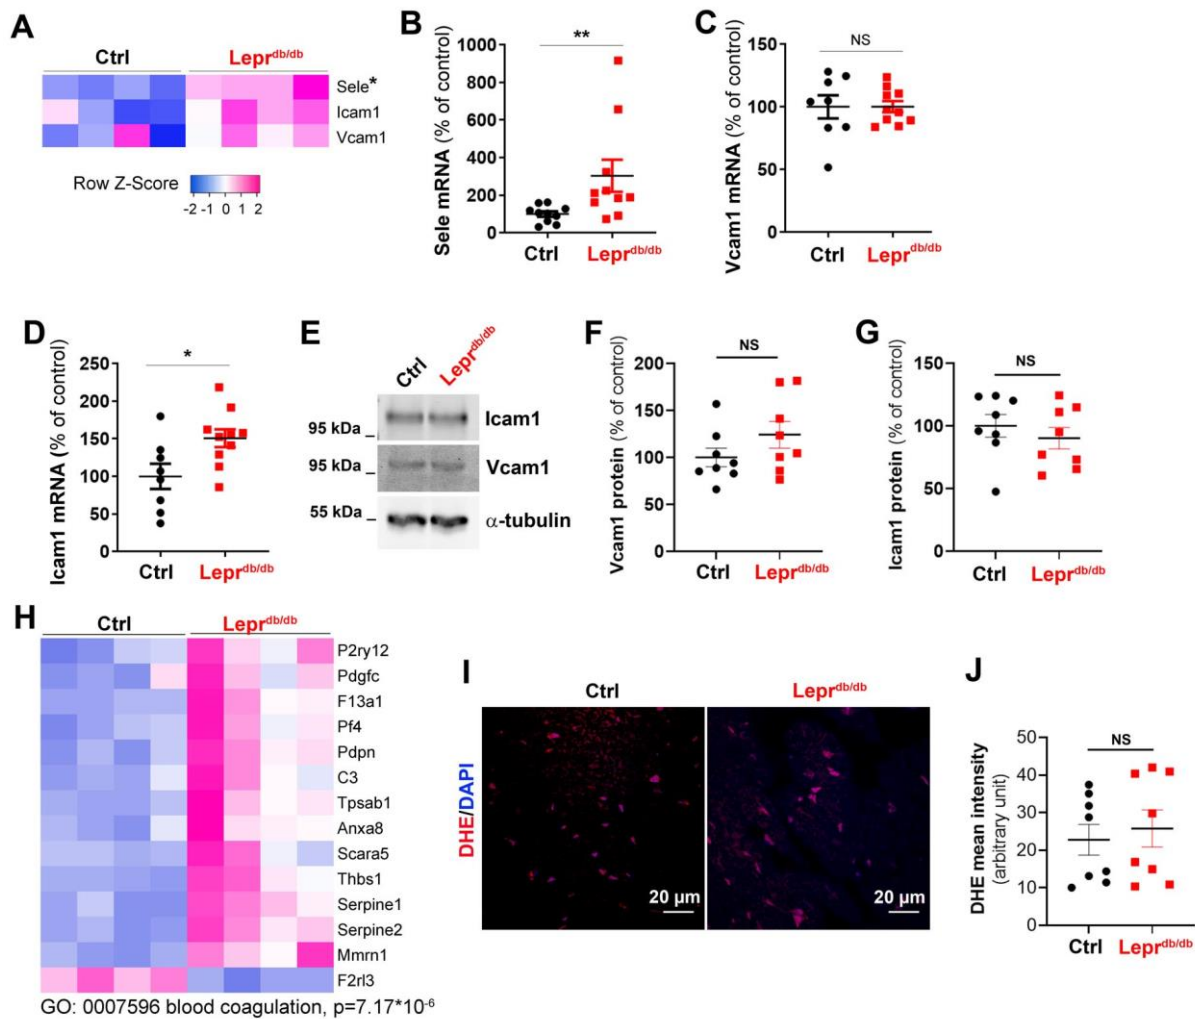 A
Ctrl
Lepr^db/db
Sele*
Icam1
Vcam1
Row Z-Score
-2 -1 0 1 2
B
Sele mRNA (% of control)
1000
800
600
400
200
0
**
Ctrl
Lepr^db/db
C
Vcam1 mRNA (% of control)
150
100
50
0
NS
Ctrl
Lepr^db/db
D
Icam1 mRNA (% of control)
250
200
150
100
50
0
*
Ctrl
Lepr^db/db
E
Ctrl
Lepr^db/db
95 kDa
Icam1
95 kDa
Vcam1
55 kDa
α-tubulin
F
Vcam1 protein (% of control)
200
150
100
50
0
NS
Ctrl
Lepr^db/db
G
Icam1 protein (% of control)
150
100
50
0
NS
Ctrl
Lepr^db/db
H
Ctrl
Lepr^db/db
P2ry12
Pdgfc
F13a1
Pf4
Pdpn
C3
Tpsab1
Anxa8
Scara5
Thbs1
Serpine1
Serpine2
Mmrn1
F2rl3
GO: 0007596 blood coagulation, p=7.17*10^-6
I
Ctrl
Lepr^db/db
DHE/DAPI
20 µm
20 µm
J
DHE mean intensity
(arbitrary unit)
50
40
30
20
10
0
NS
Ctrl
Lepr^db/db